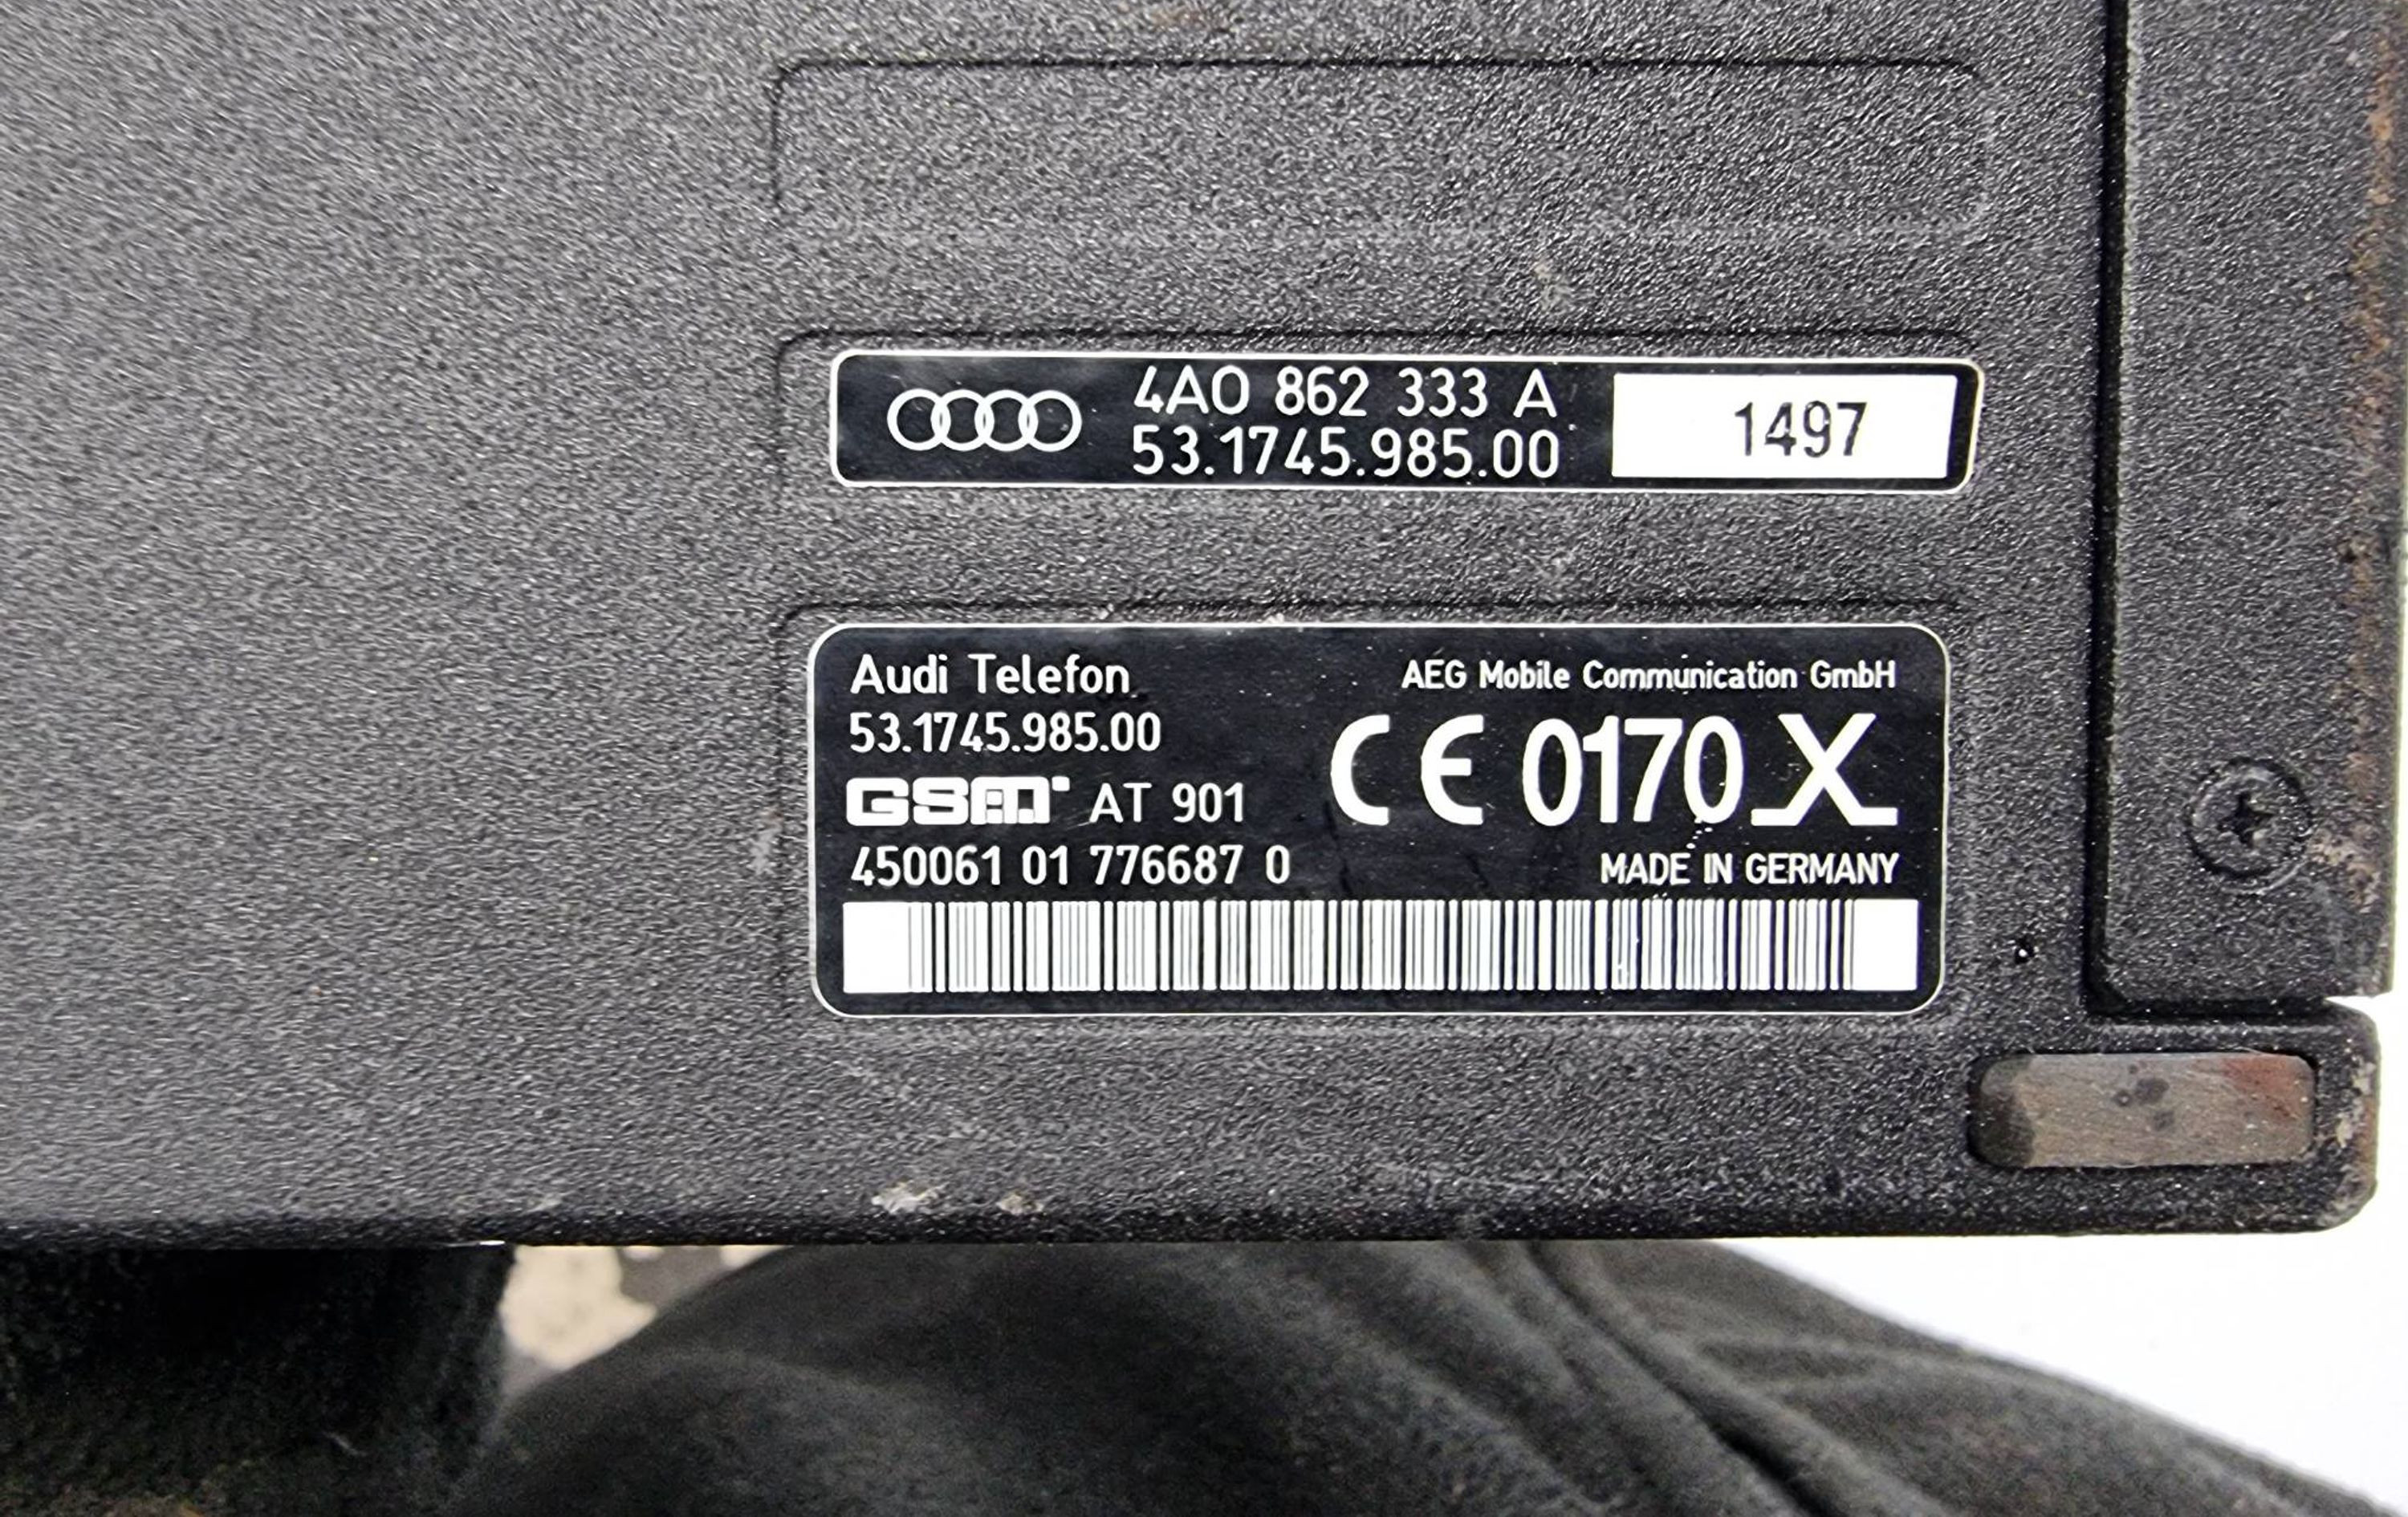 4A0 862 333 A
53.1745.985.00
1497
Audi Telefon
53.1745.985.00
GSM AT 901
450061 01 776687 0
AEG Mobile Communication GmbH
CE 0170 X
MADE IN GERMANY